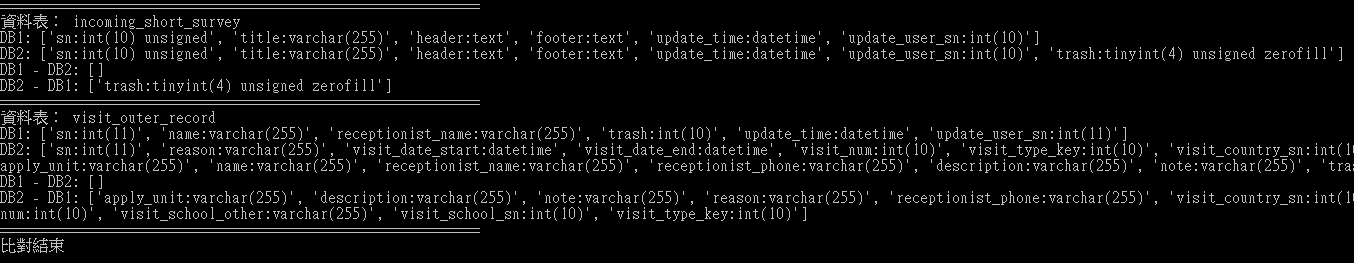 資料表： incoming_short_survey
DB1: ['sn:int(10) unsigned', 'title:varchar(255)', 'header:text', 'footer:text', 'update_time:datetime', 'update_user_sn:int(10)']
DB2: ['sn:int(10) unsigned', 'title:varchar(255)', 'header:text', 'footer:text', 'update_time:datetime', 'update_user_sn:int(10)', 'trash:tinyint(4) unsigned zerofill']
DB1 - DB2: []
DB2 - DB1: ['trash:tinyint(4) unsigned zerofill']
資料表： visit_outer_record
DB1: ['sn:int(11)', 'name:varchar(255)', 'receptionist_name:varchar(255)', 'trash:int(10)', 'update_time:datetime', 'update_user_sn:int(11)']
DB2: ['sn:int(11)', 'reason:varchar(255)', 'visit_date_start:datetime', 'visit_date_end:datetime', 'visit_num:int(10)', 'visit_type_key:int(10)', 'visit_country_sn:int(10
apply_unit:varchar(255)', 'name:varchar(255)', 'receptionist_name:varchar(255)', 'receptionist_phone:varchar(255)', 'description:varchar(255)', 'note:varchar(255)', 'tra
DB1 - DB2: []
DB2 - DB1: ['apply_unit:varchar(255)', 'description:varchar(255)', 'note:varchar(255)', 'reason:varchar(255)', 'receptionist_phone:varchar(255)', 'visit_country_sn:int(10
num:int(10)', 'visit_school_other:varchar(255)', 'visit_school_sn:int(10)', 'visit_type_key:int(10)']
比對結束